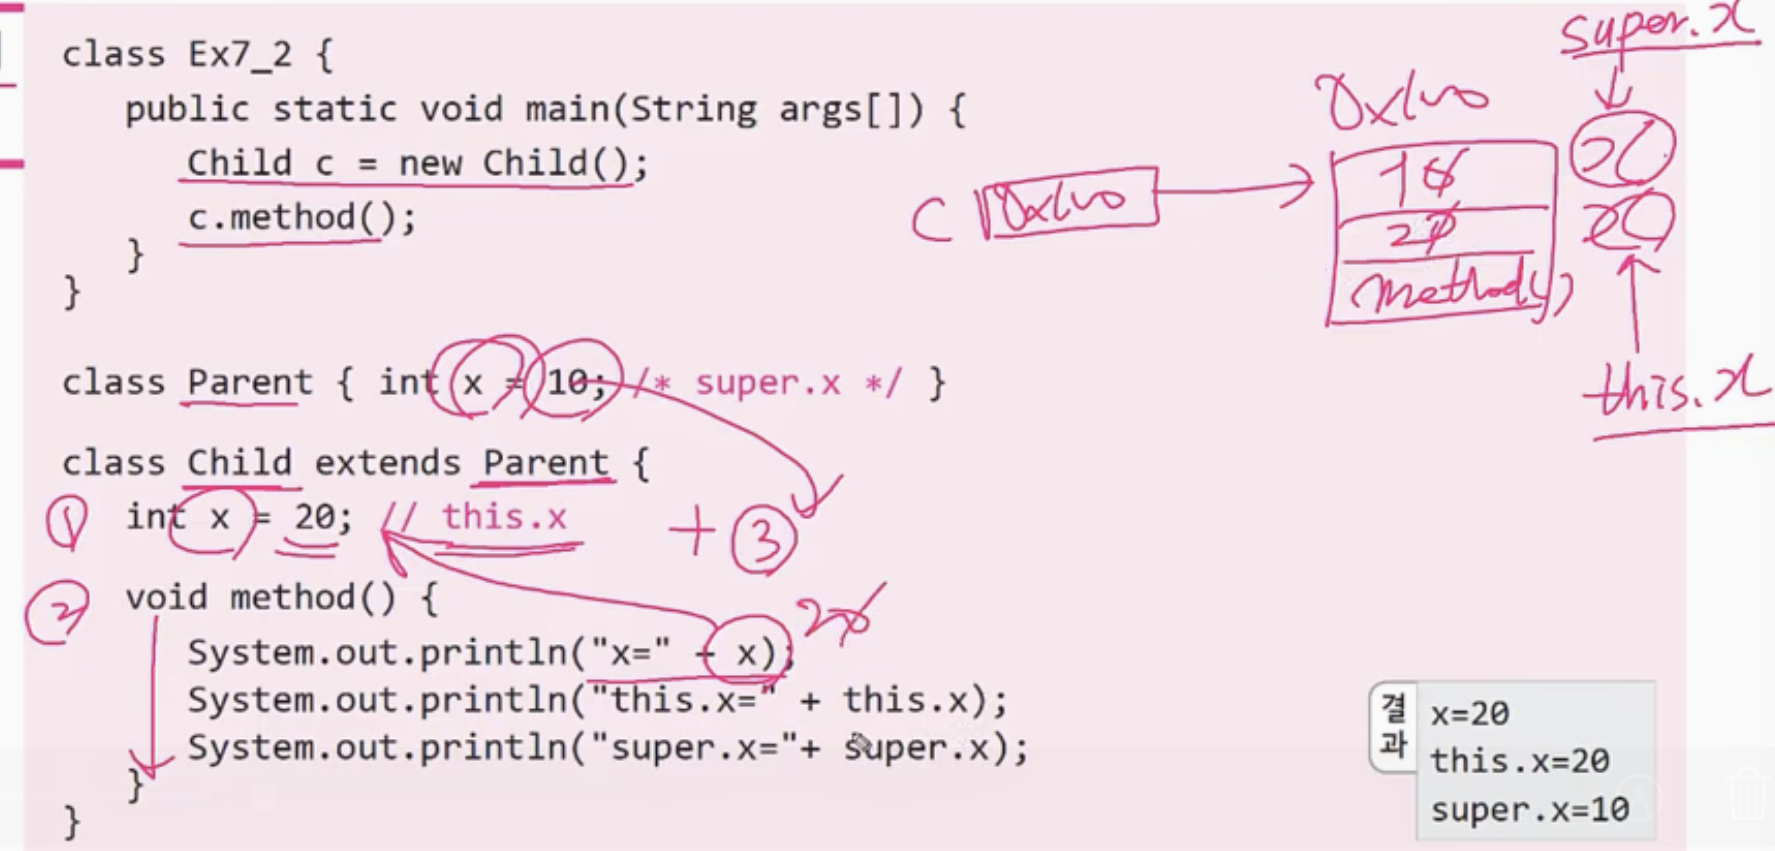 class Ex7_2 {
public static void main(String args[]) {
Child c = new Child();
c.method();
}
}
class Parent { int x = 10; /* super.x */ }
class Child extends Parent {
① int x = 20; // this.x + ③
② void method() {
System.out.println("x=" + x); 20
System.out.println("this.x=" + this.x);
System.out.println("super.x="+ super.x);
}
}
super.x
0x100
10 x
C 0x100
20 x
method()
this.x
결과
x=20
this.x=20
super.x=10